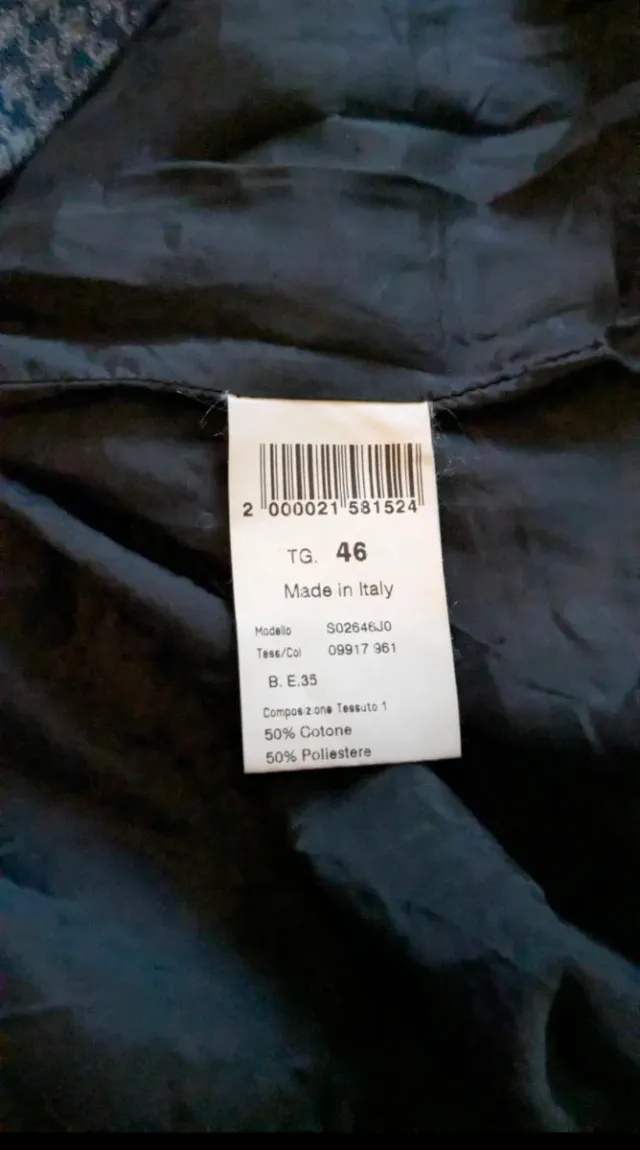 2 000021 581524
TG. 46
Made in Italy
Modello S02646J0
Tess/Col 09917 961
B. E.35
Composizione Tessuto 1
50% Cotone
50% Poliestere